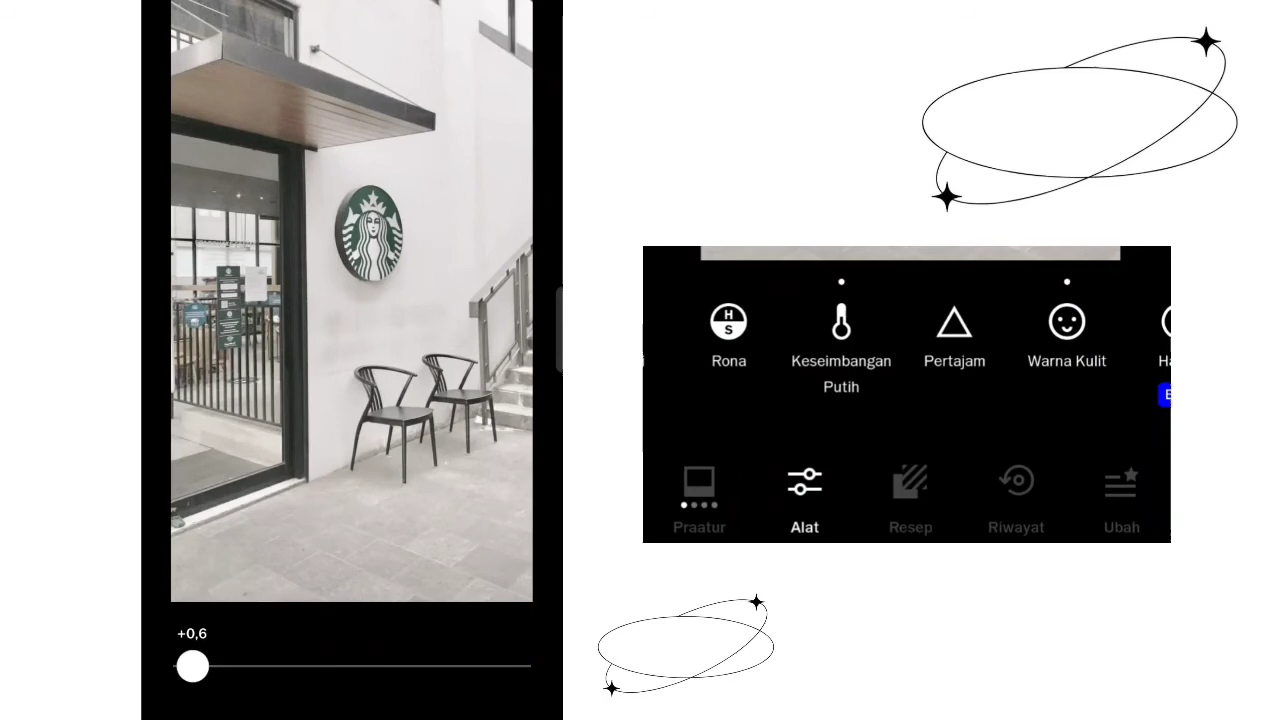 +0,6
H
S
Rona
Keseimbangan
Putih
Pertajam
Warna Kulit
Praatur
Alat
Resep
Riwayat
Ubah